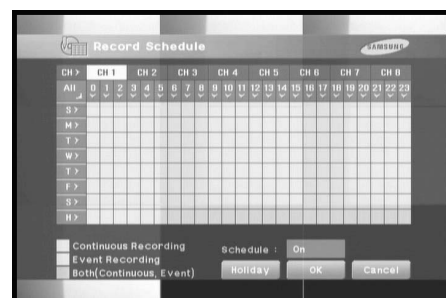 Record Schedule
SAMSUNG
CH > CH 1 CH 2 CH 3 CH 4 CH 5 CH 6 CH 7 CH 8
All 0 1 2 3 4 5 6 7 8 9 10 11 12 13 14 15 16 17 18 19 20 21 22 23
S >
M >
T >
W >
T >
F >
S >
H >
Continuous Recording
Event Recording
Both(Continuous, Event)
Schedule : On
Holiday OK Cancel